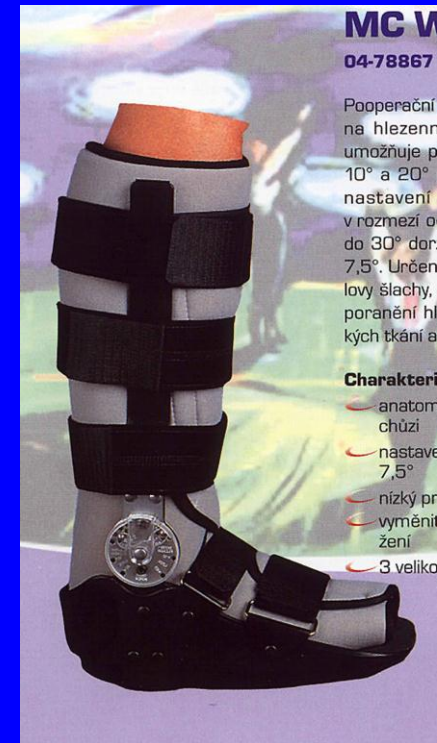 MC W
04-78867
Pooperační
na hlezenn
umožňuje p
10° a 20°
nastavení
v rozmezí o
do 30° dor
7,5°. Určen
lovy šlachy,
poranění hl
kých tkání a
Charakteri
anatom
chůzi
nastave
7,5°
nízký pr
vyměnit
žení
3 veliko